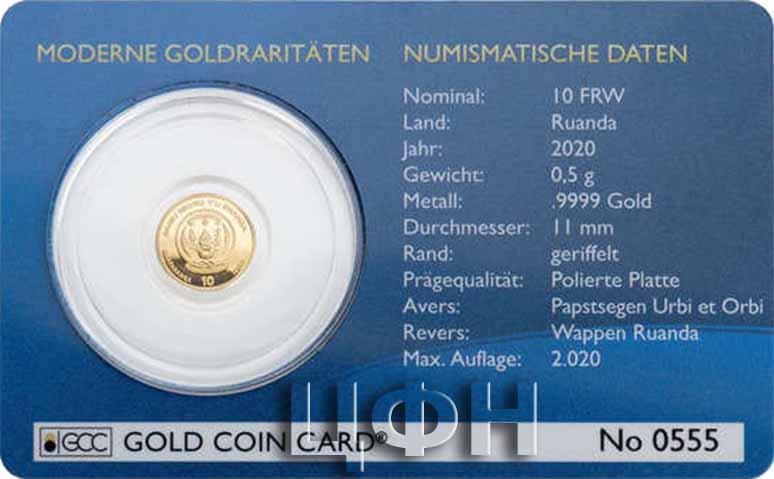 MODERNE GOLDRARITÄTEN
10
NUMISMATISCHE DATEN
Nominal: 10 FRW
Land: Ruanda
Jahr: 2020
Gewicht: 0,5 g
Metall: .9999 Gold
Durchmesser: 11 mm
Rand: geriffelt
Prägequalität: Polierte Platte
Avers: Papstsegen Urbi et Orbi
Revers: Wappen Ruanda
Max. Auflage: 2.020
ЦФН
GCC GOLD COIN CARD® No 0555